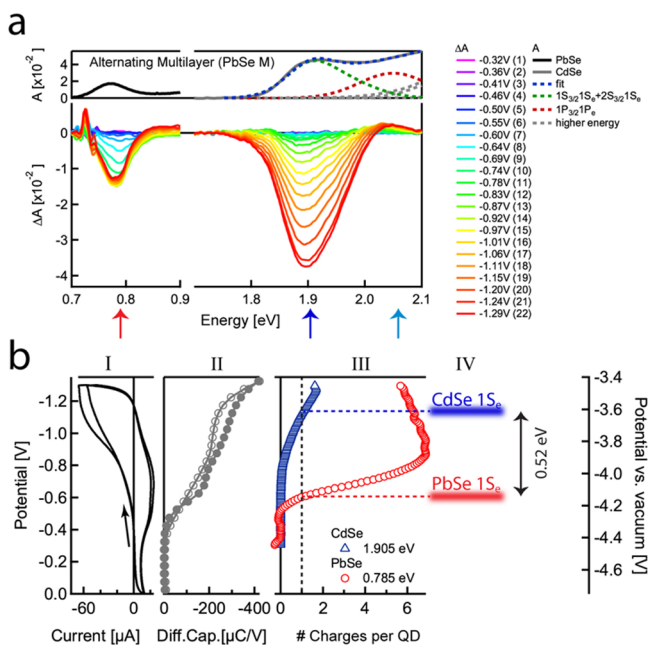 a
Alternating Multilayer (PbSe M)
A [x10⁻²]
4
2
0
ΔA [x10⁻²]
0
-1
-2
-3
-4
0.7 0.8 0.9 1.8 1.9 2.0 2.1
Energy [eV]
ΔA
-0.32V (1)
-0.36V (2)
-0.41V (3)
-0.46V (4)
-0.50V (5)
-0.55V (6)
-0.60V (7)
-0.64V (8)
-0.69V (9)
-0.74V (10)
-0.78V (11)
-0.83V (12)
-0.87V (13)
-0.92V (14)
-0.97V (15)
-1.01V (16)
-1.06V (17)
-1.11V (18)
-1.15V (19)
-1.20V (20)
-1.24V (21)
-1.29V (22)
A
PbSe
CdSe
fit
1S₃/₂1Sₑ+2S₃/₂1Sₑ
1P₃/₂1Pₑ
higher energy
b
I II III IV
Potential [V]
-1.2
-1.0
-0.8
-0.6
-0.4
-0.2
0.0
-60 0
Current [µA]
0 -200 -400
Diff.Cap.[µC/V]
CdSe
1.905 eV
PbSe
0.785 eV
0 2 4 6
# Charges per QD
CdSe 1Sₑ
PbSe 1Sₑ
0.52 eV
-3.4
-3.6
-3.8
-4.0
-4.2
-4.4
-4.6
Potential vs. vacuum [V]